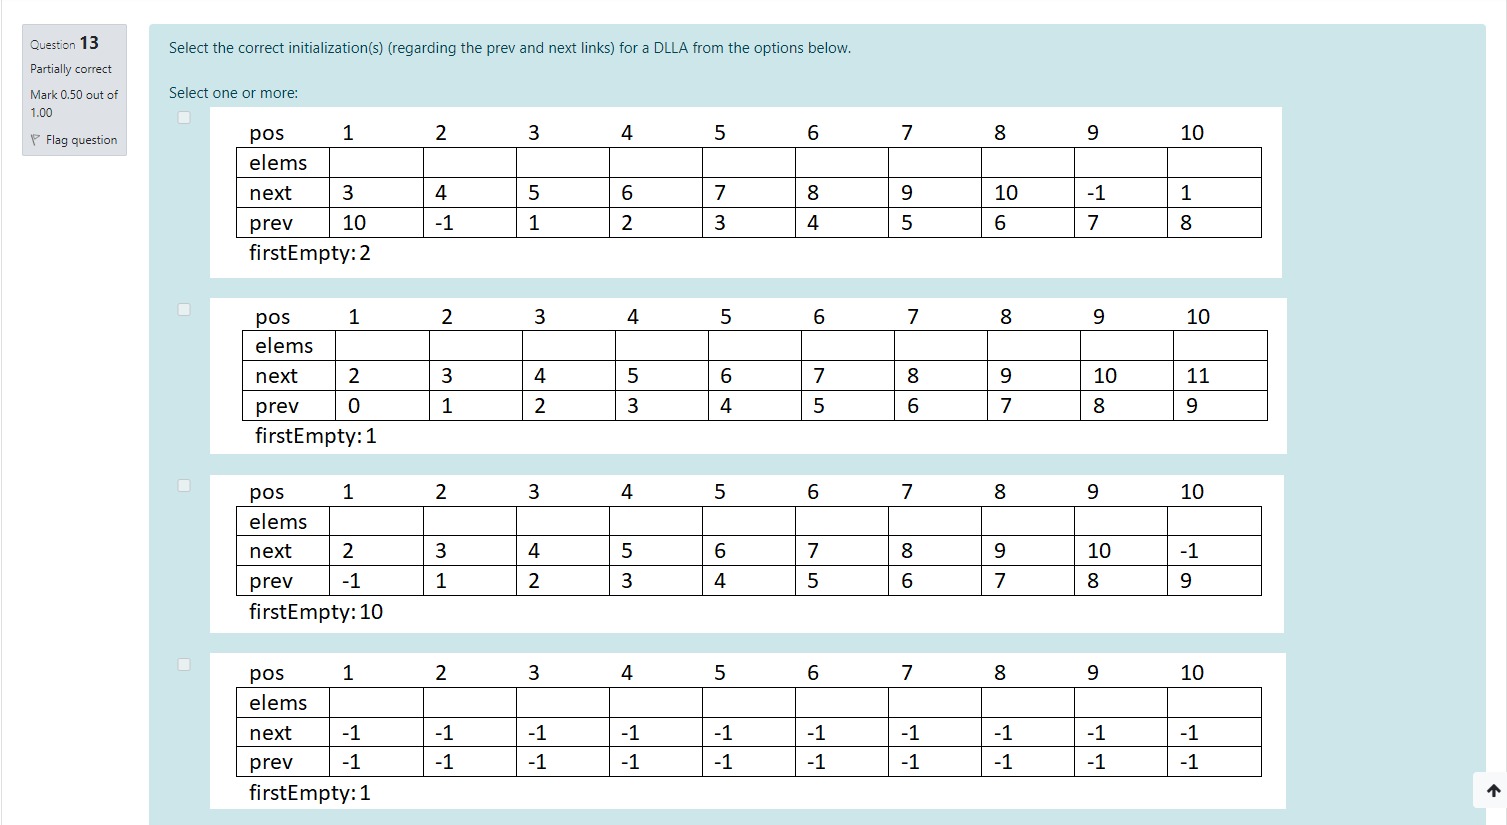 Question 13
Partially correct
Mark 0.50 out of
1.00
Flag question
Select the correct initialization(s) (regarding the prev and next links) for a DLLA from the options below.
Select one or more:
pos 1 2 3 4 5 6 7 8 9 10
elems
next 3 4 5 6 7 8 9 10 -1 1
prev 10 -1 1 2 3 4 5 6 7 8
firstEmpty: 2
pos 1 2 3 4 5 6 7 8 9 10
elems
next 2 3 4 5 6 7 8 9 10 11
prev 0 1 2 3 4 5 6 7 8 9
firstEmpty: 1
pos 1 2 3 4 5 6 7 8 9 10
elems
next 2 3 4 5 6 7 8 9 10 -1
prev -1 1 2 3 4 5 6 7 8 9
firstEmpty: 10
pos 1 2 3 4 5 6 7 8 9 10
elems
next -1 -1 -1 -1 -1 -1 -1 -1 -1 -1
prev -1 -1 -1 -1 -1 -1 -1 -1 -1 -1
firstEmpty: 1